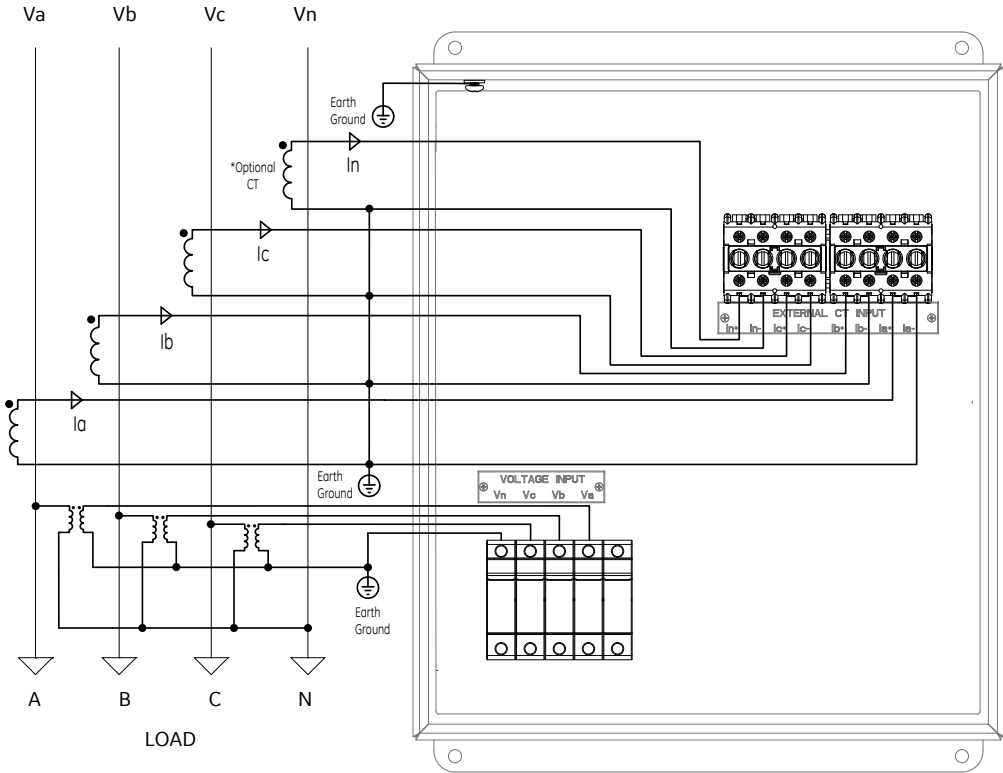 Va Vb Vc Vn
Earth
Ground
*Optional
CT
In
Ic
Ib
Ia
EXTERNAL CT INPUT
In+ In- Ic+ Ic- Ib+ Ib- Ia+ Ia-
Earth
Ground
VOLTAGE INPUT
Vn Vc Vb Va
Earth
Ground
A B C N
LOAD